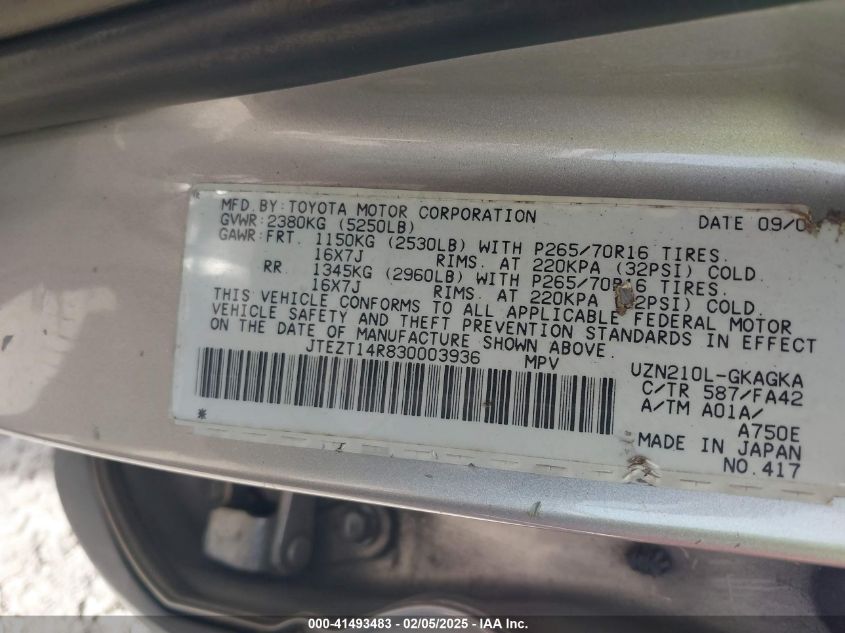 MFD.BY:TOYOTA MOTOR CORPORATION DATE 09/0
GVWR:2380KG (5250LB)
GAWR:FRT. 1150KG (2530LB) WITH P265/70R16 TIRES.
16X7J RIMS. AT 220KPA (32PSI) COLD.
RR 1345KG (2960LB) WITH P265/70R16 TIRES.
16X7J RIMS. AT 220KPA 2PSI) COLD.
THIS VEHICLE CONFORMS TO ALL APPLICABLE FEDERAL MOTOR
VEHICLE SAFETY AND THEFT PREVENTION STANDARDS IN EFFECT
ON THE DATE OF MANUFACTURE SHOWN ABOVE.
JTEZT14R830003936 MPV
UZN210L-GKAGKA
C/TR 587/FA42
A/TM A01A/
A750E
MADE IN JAPAN
NO.417
000-41493483 - 02/05/2025 - IAA Inc.